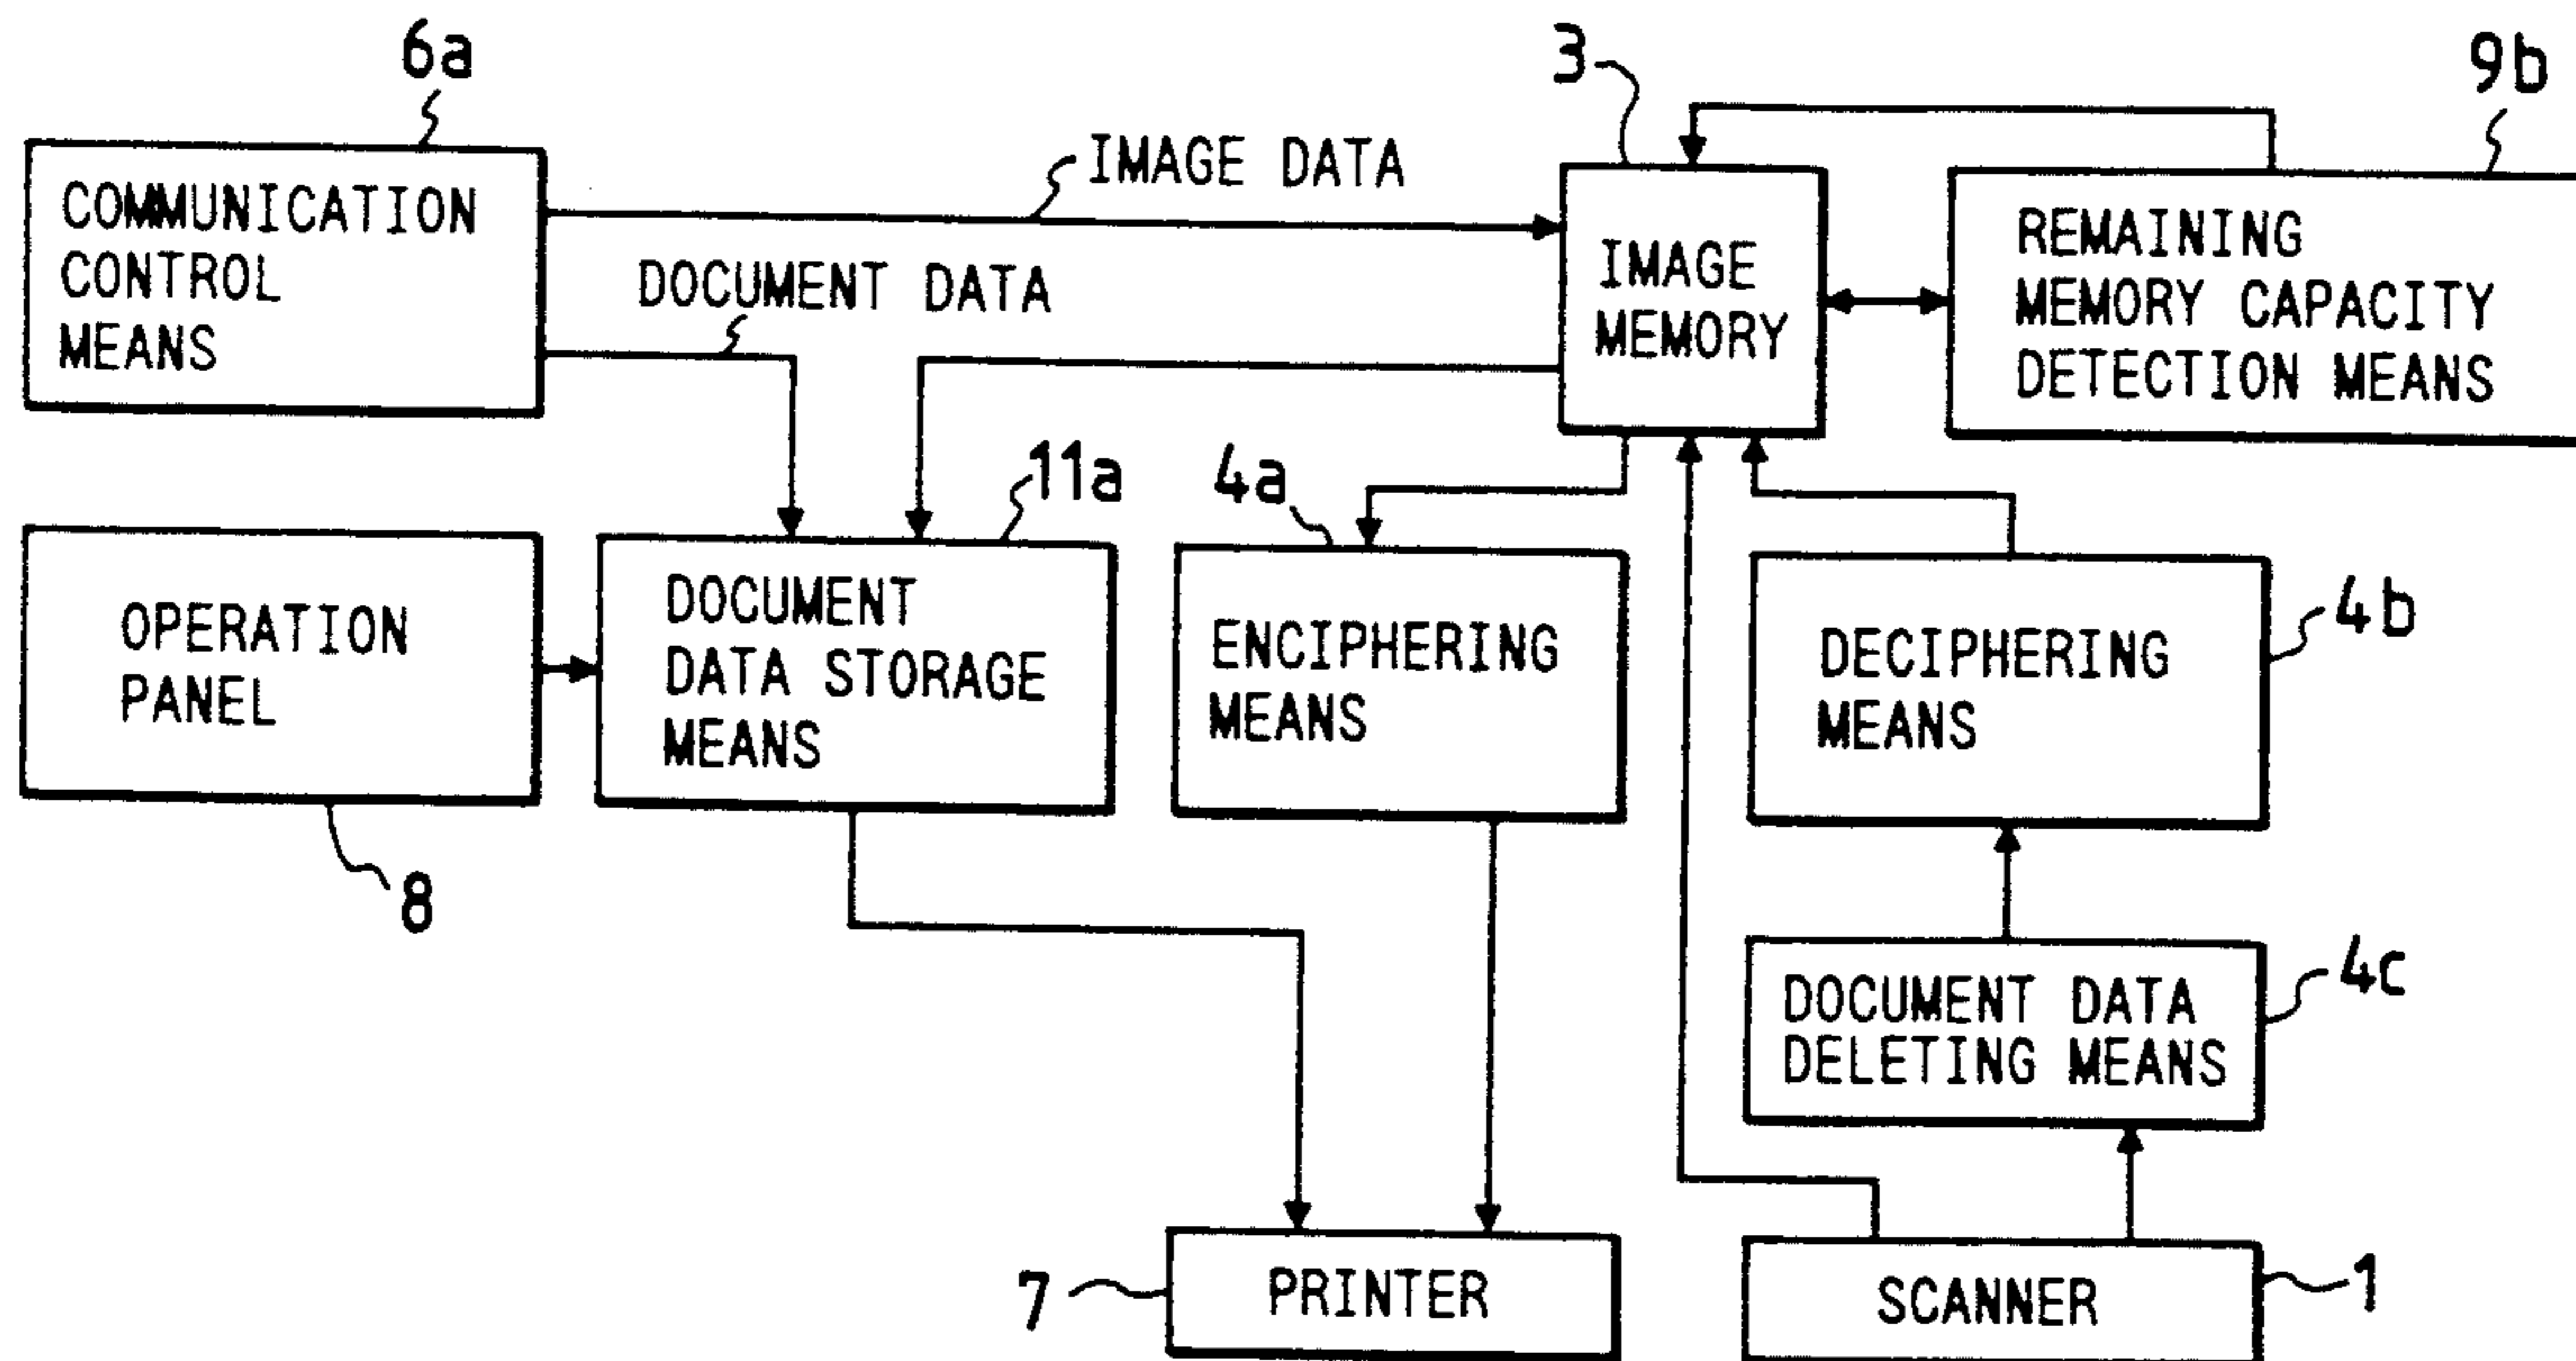 6a
3
9b
IMAGE DATA
COMMUNICATION
CONTROL
MEANS
DOCUMENT DATA
IMAGE
MEMORY
REMAINING
MEMORY CAPACITY
DETECTION MEANS
11a
4a
OPERATION
PANEL
8
DOCUMENT
DATA STORAGE
MEANS
ENCIPHERING
MEANS
DECIPHERING
MEANS
4b
DOCUMENT DATA
DELETING MEANS
4c
7
PRINTER
SCANNER
1